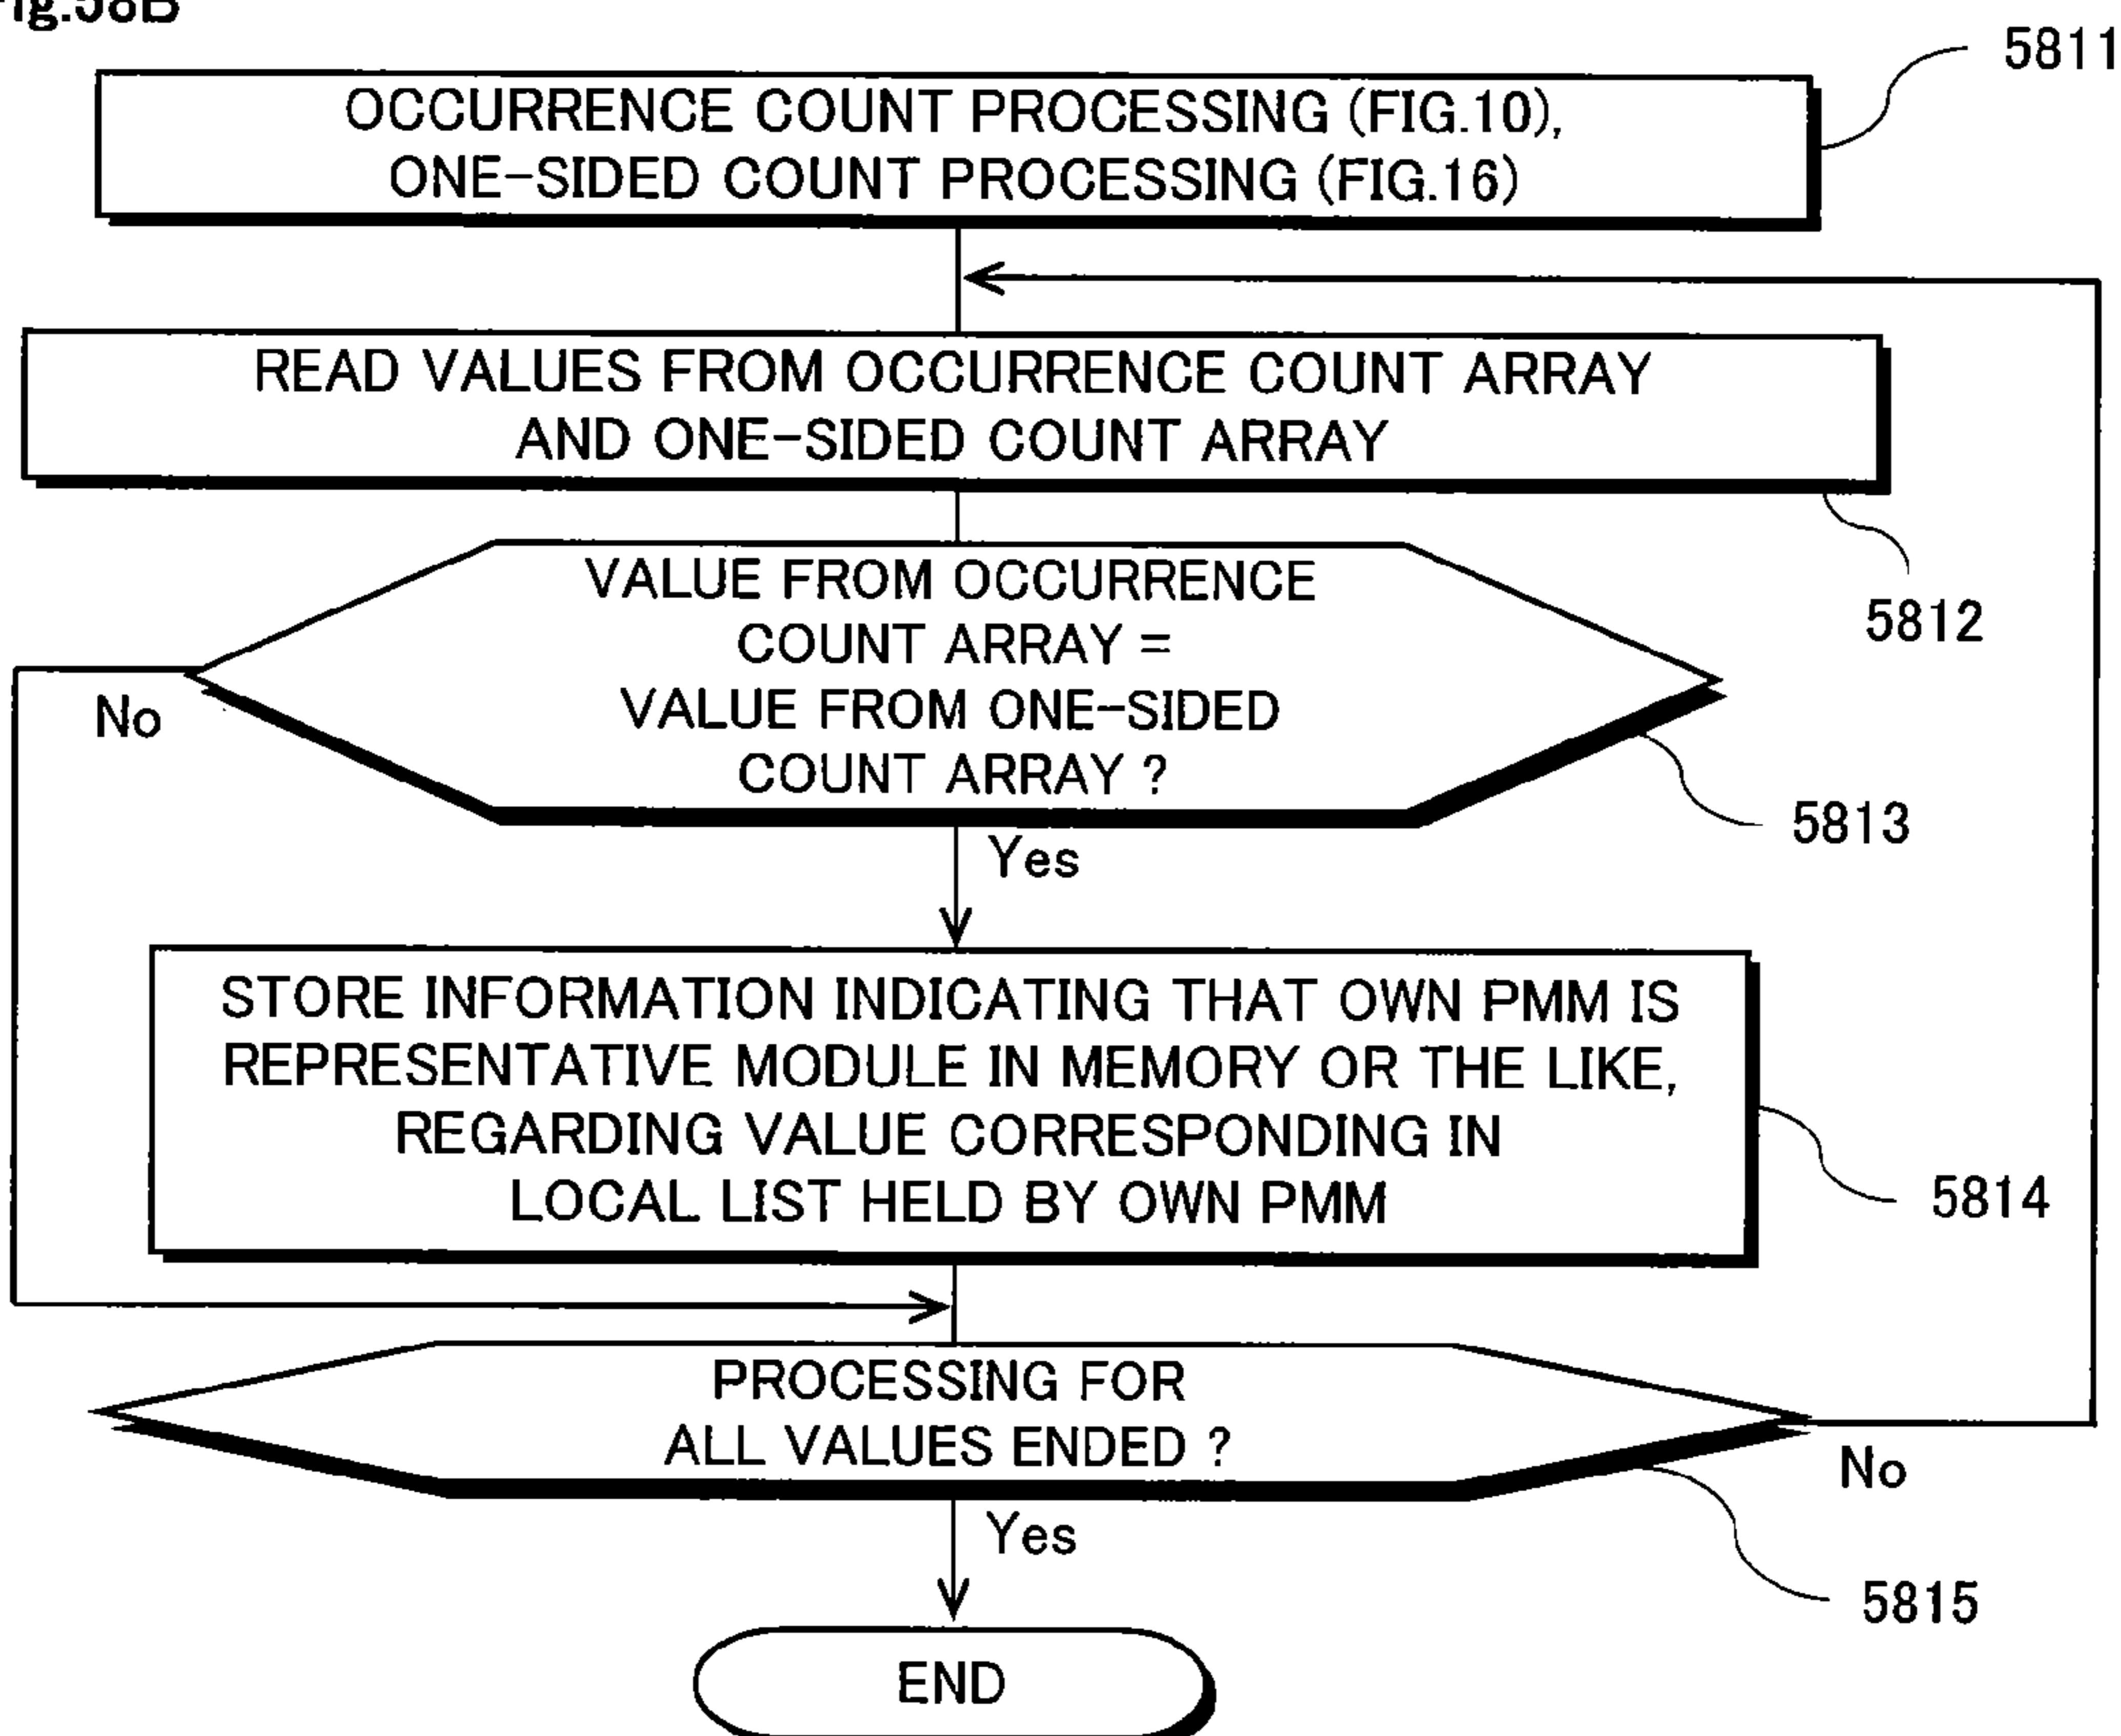 Fig.58B
5811
OCCURRENCE COUNT PROCESSING (FIG.10),
ONE-SIDED COUNT PROCESSING (FIG.16)
READ VALUES FROM OCCURRENCE COUNT ARRAY
AND ONE-SIDED COUNT ARRAY
5812
VALUE FROM OCCURRENCE
COUNT ARRAY =
VALUE FROM ONE-SIDED
COUNT ARRAY ?
No
5813
Yes
STORE INFORMATION INDICATING THAT OWN PMM IS
REPRESENTATIVE MODULE IN MEMORY OR THE LIKE,
REGARDING VALUE CORRESPONDING IN
LOCAL LIST HELD BY OWN PMM
5814
PROCESSING FOR
ALL VALUES ENDED ?
No
Yes
5815
END